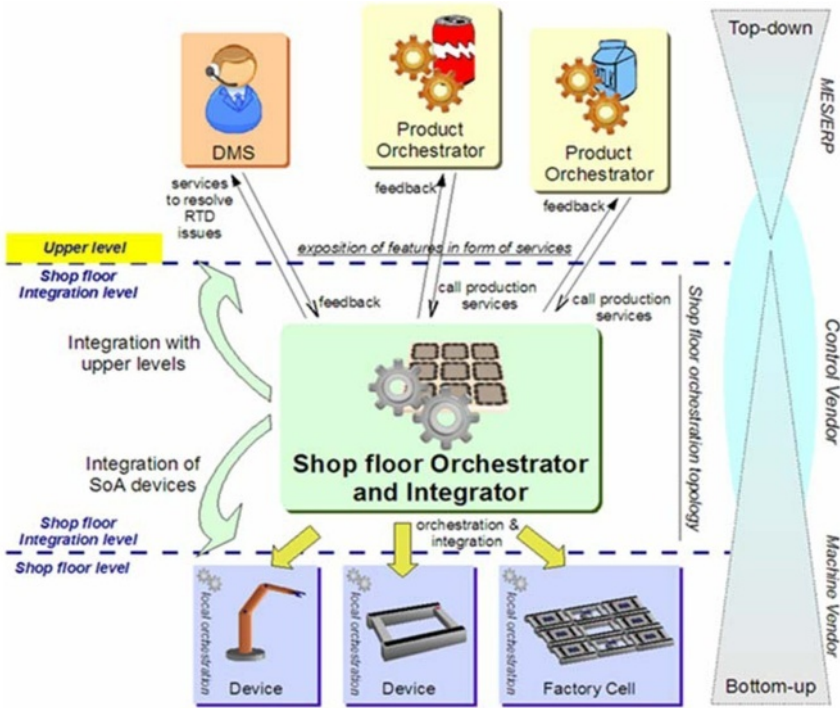 Top-down
MES/ERP
DMS
Product
Orchestrator
Product
Orchestrator
services
to resolve
RTD
issues
feedback
feedback
Upper level
exposition of features in form of services
Shop floor
Integration level
feedback
call production
services
call production
services
Integration with
upper levels
Shop floor orchestration topology
Control Vendor
Shop floor Orchestrator
and Integrator
Integration of
SoA devices
Shop floor
Integration level
orchestration &
integration
Shop floor level
Machine Vendor
local orchestration
Device
local orchestration
Device
local orchestration
Factory Cell
Bottom-up